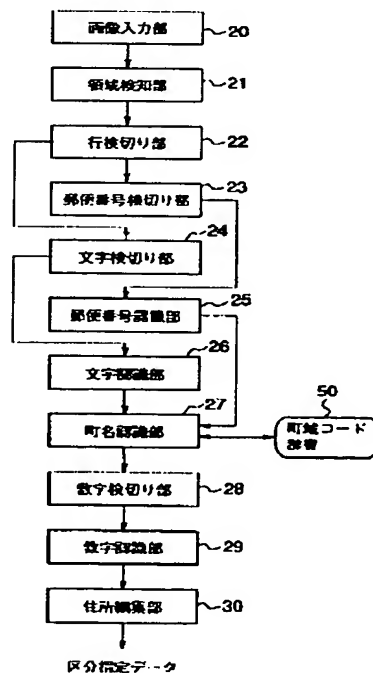 画像入力部
20
領域検知部
21
行検切り部
22
23
郵便番号検切り部
24
文字検切り部
25
郵便番号認識部
26
文字認識部
27
町名認識部
50
町域コード
辞書
28
数字検切り部
数字認識部
29
住所編集部
30
区分指定データ